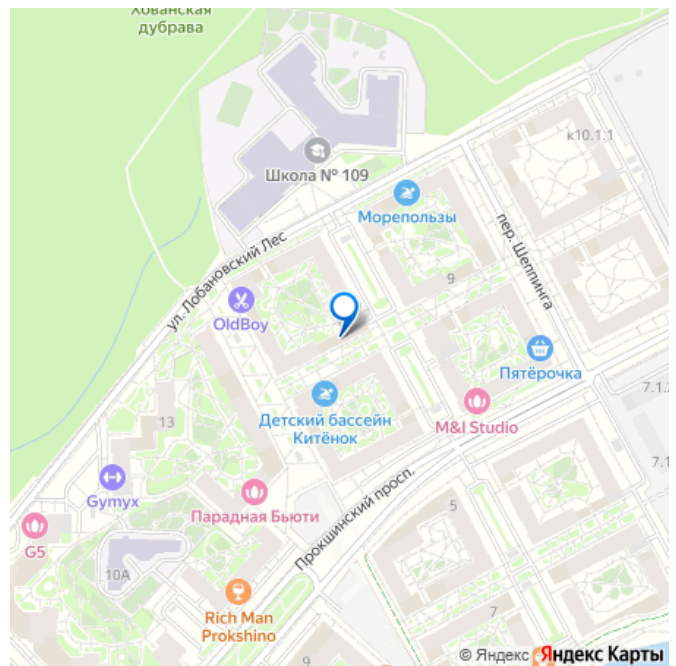 Хованская
дубрава
к10.1.1
Школа № 109
Морепользы
пер. Шеппинга
ул. Лобановский Лес
9
OldBoy
Пятёрочка
7.1.
Детский бассейн
Китёнок
M&I Studio
13
7.1
Gymyx
Парадная Бьюти
Прокшинский просп.
5
G5
10А
Rich Man
Prokshino
7
9
© Яндекс Яндекс Карты